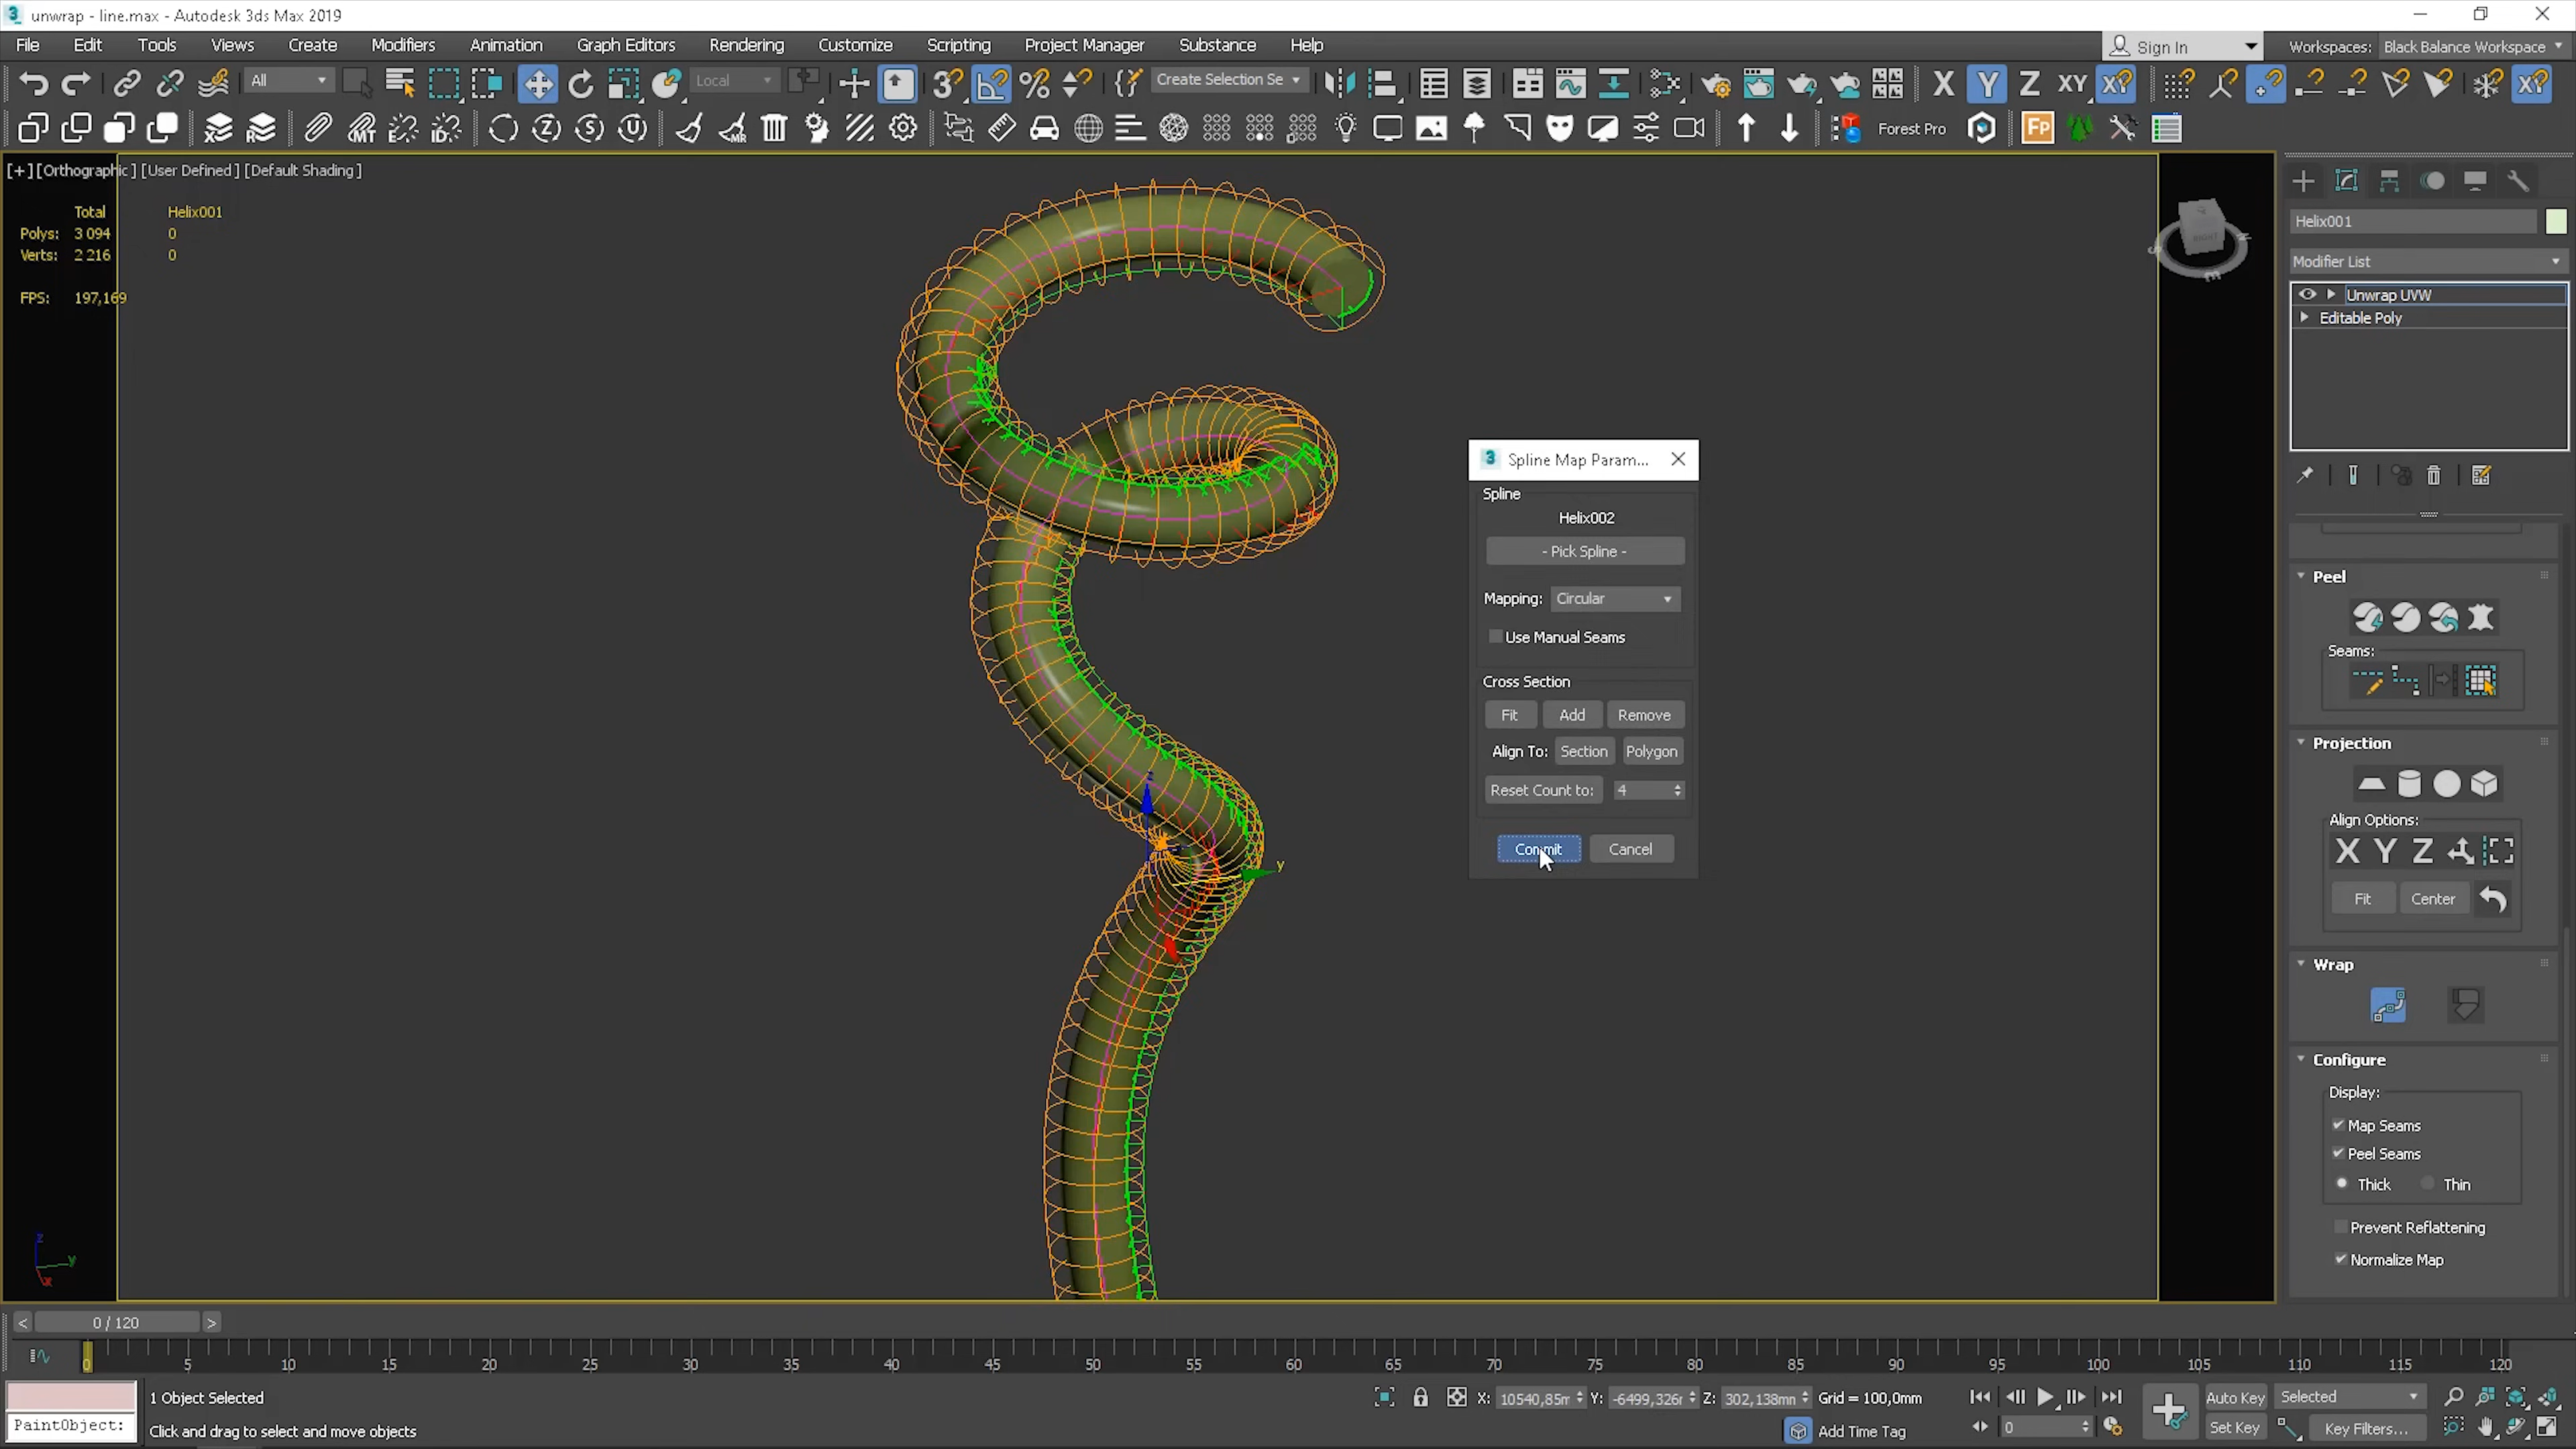 unwrap - line.max - Autodesk 3ds Max 2019
File Edit Tools Views Create Modifiers Animation Graph Editors Rendering Customize Scripting Project Manager Substance Help
Sign In Workspaces: Black Balance Workspace
All Local Create Selection Se X Y Z XY
Forest Pro
[+] [Orthographic ] [User Defined ] [Default Shading ]
Total Helix001
Polys: 3 094 0
Verts: 2 216 0
FPS: 197,169
RIGHT
Helix001
Modifier List
Unwrap UVW
Editable Poly
Spline Map Param...
Spline
Helix002
- Pick Spline -
Mapping: Circular
Use Manual Seams
Cross Section
Fit Add Remove
Align To: Section Polygon
Reset Count to: 4
Commit Cancel
Peel
Seams:
Projection
Align Options:
X Y Z
Fit Center
Wrap
Configure
Display:
Map Seams
Peel Seams
Thick Thin
Prevent Reflattening
Normalize Map
z
y
z
y
x
< 0 / 120 >
0 5 10 15 20 25 30 35 40 45 50 55 60 65 70 75 80 85 90 95 100 105 110 115 120
1 Object Selected
X: 10540,85m Y: -6499,326r Z: 302,138mn Grid = 100,0mm
Auto Key Selected
PaintObject:
Click and drag to select and move objects
Add Time Tag
0
Set Key Key Filters...